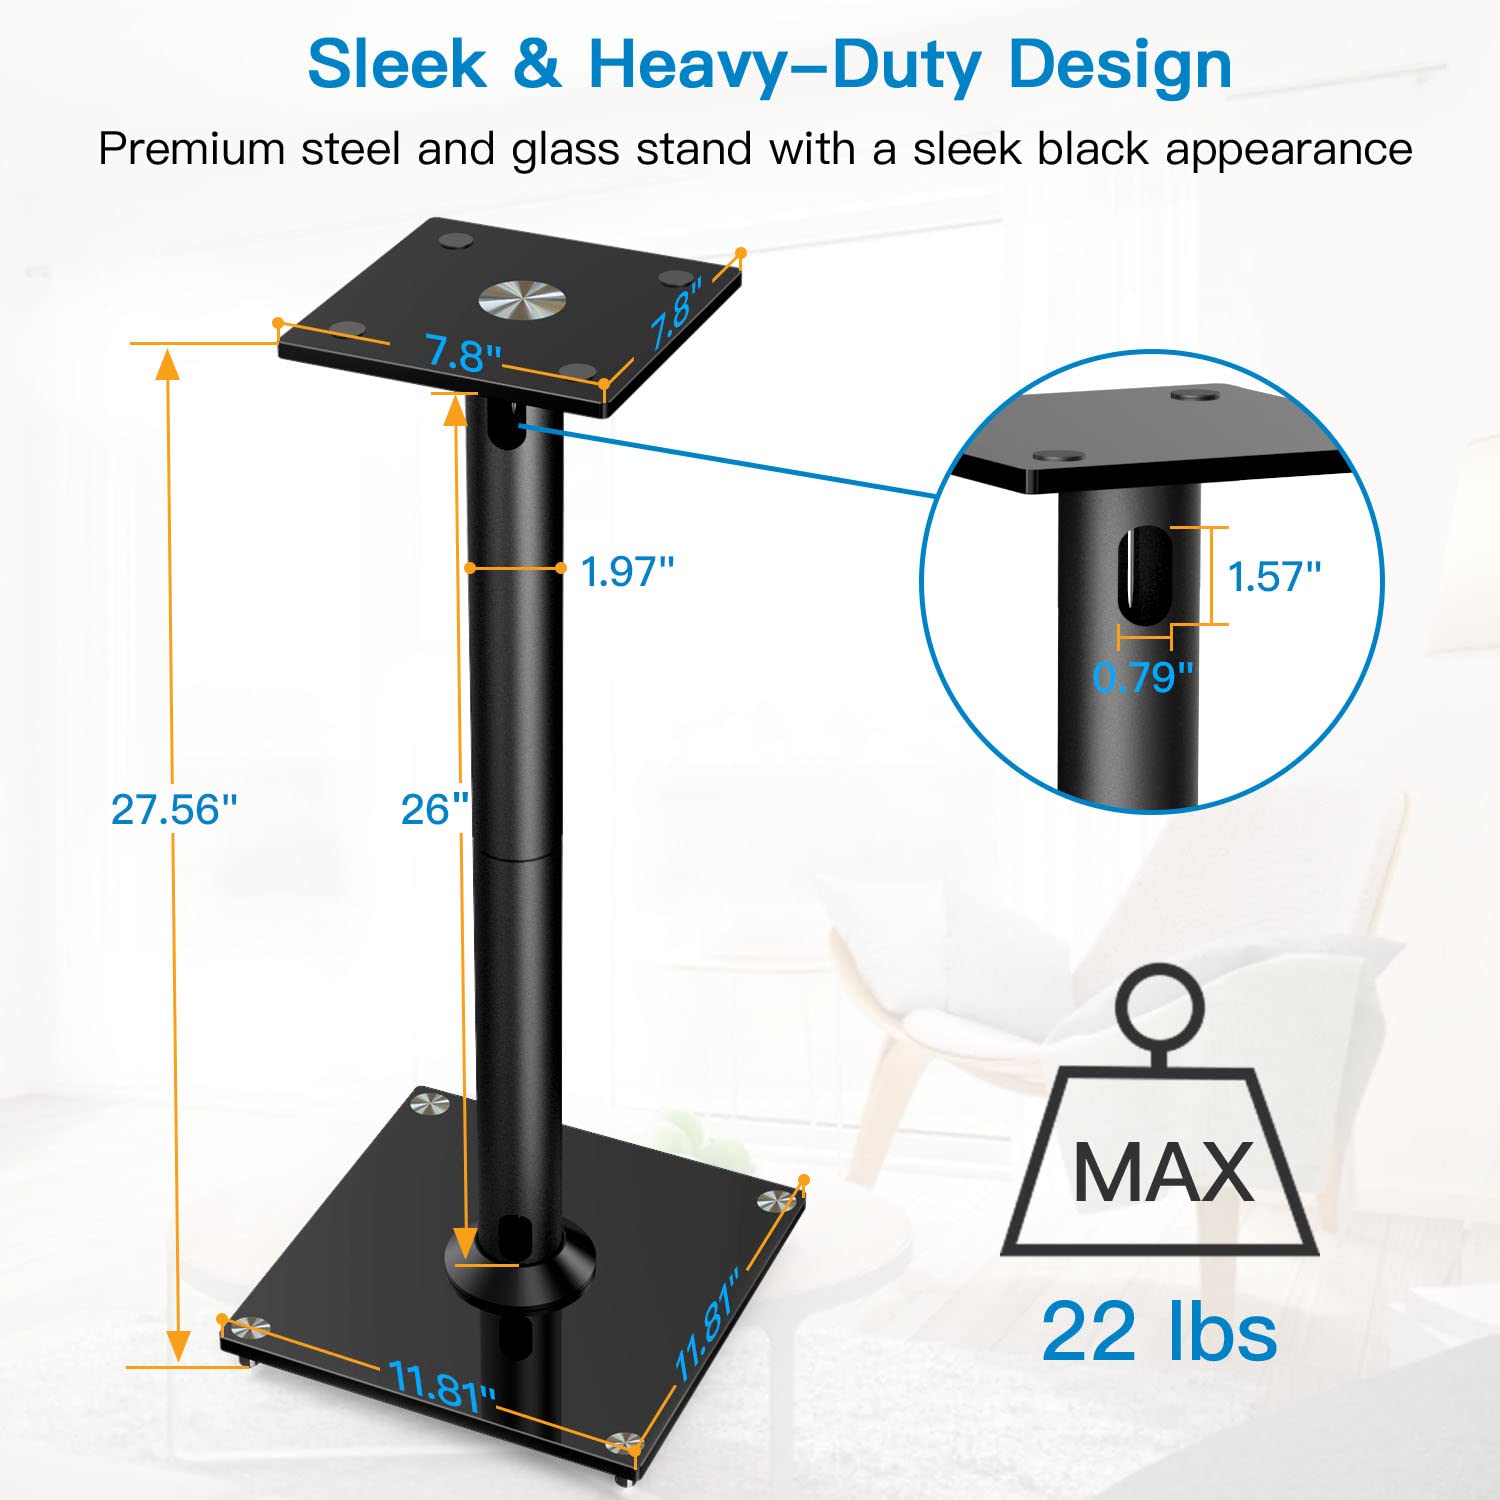 Sleek & Heavy-Duty Design
Premium steel and glass stand with a sleek black appearance
7.8"
7.8"
1.97"
1.57"
0.79"
27.56"
26"
MAX
22 lbs
11.81"
11.81"